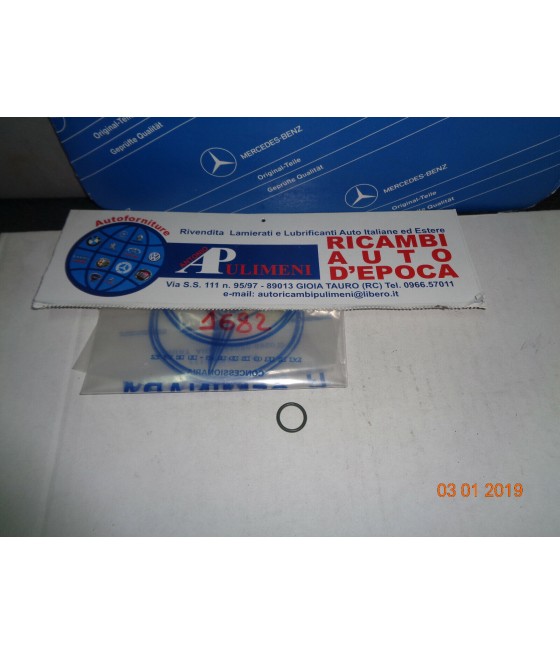 MERCEDES-BENZ
Original-Teile
Geprüfte Qualität
MERCEDES-BENZ
Original-Teile
Geprüfte Qualität
MERCEDES-BENZ
Original-Teile
Geprüfte Qualität
Autoforniture
Rivendita Lamierati e Lubrificanti Auto Italiane ed Estere
PULIMENI
RICAMBI
AUTO
D'EPOCA
Via S.S. 111 n. 95/97 - 89013 GIOIA TAURO (RC) Tel. 0966.57011
e-mail: autoricambipulimeni@libero.it
1682
CONCESSIONARIA
03 01 2019